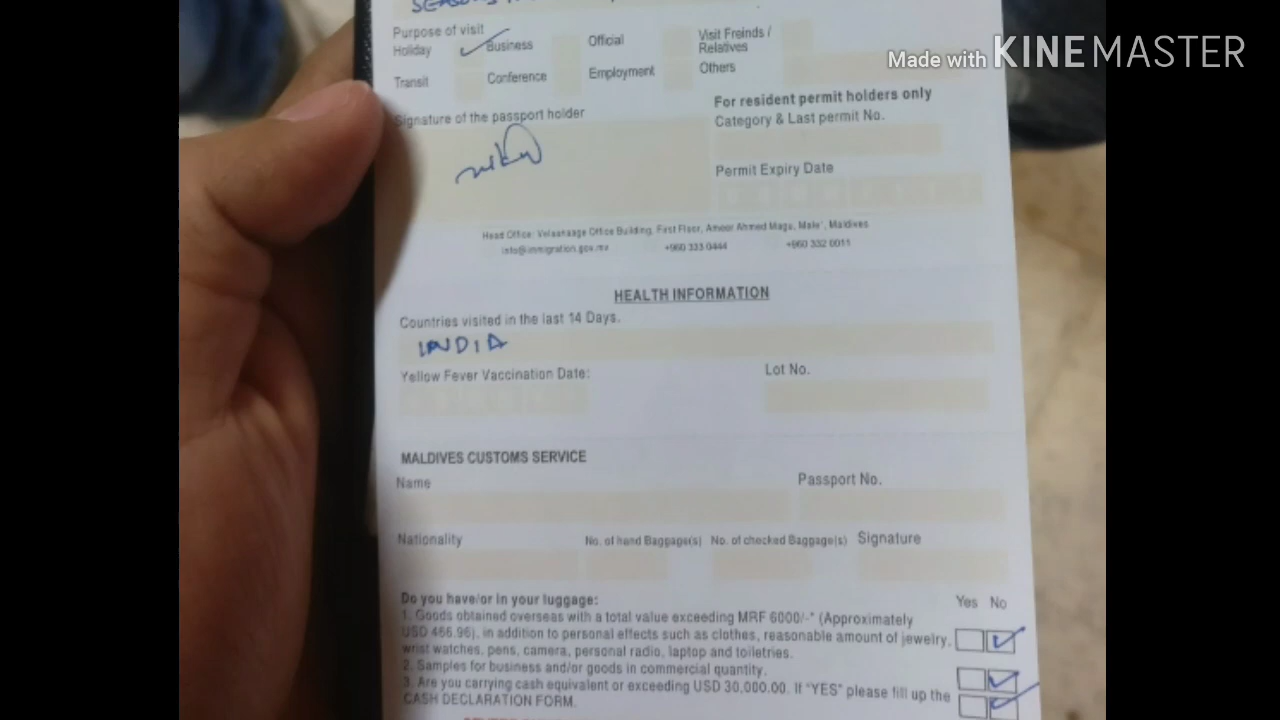 Purpose of visit
Holiday Business Official Visit Freinds / Relatives
Transit Conference Employment Others
Made with KINEMASTER
Signature of the passport holder
For resident permit holders only
Category & Last permit No.
Permit Expiry Date
Head Office: Velaanaage Office Building, First Floor, Ameer Ahmed Magu, Male', Maldives
info@immigration.gov.mv +960 333 0444 +960 332 0011
HEALTH INFORMATION
Countries visited in the last 14 Days.
INDIA
Yellow Fever Vaccination Date: Lot No.
MALDIVES CUSTOMS SERVICE
Name Passport No.
Nationality No. of hand Baggage(s) No. of checked Baggage(s) Signature
Do you have/or in your luggage: Yes No
1. Goods obtained overseas with a total value exceeding MRF 6000/-* (Approximately
USD 466.96), in addition to personal effects such as clothes, reasonable amount of jewelry,
wrist watches, pens, camera, personal radio, laptop and toiletries.
2. Samples for business and/or goods in commercial quantity.
3. Are you carrying cash equivalent or exceeding USD 30,000.00. If "YES" please fill up the
CASH DECLARATION FORM.